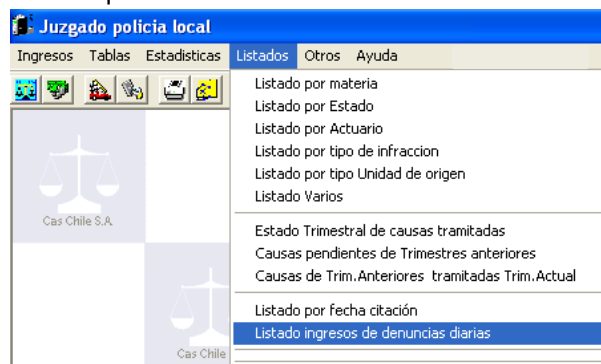 Juzgado policia local
Ingresos Tablas Estadisticas Listados Otros Ayuda
Listado por materia
Listado por Estado
Listado por Actuario
Listado por tipo de infraccion
Listado por tipo Unidad de origen
Listado Varios
Cas Chile S.A.
Estado Trimestral de causas tramitadas
Causas pendientes de Trimestres anteriores
Causas de Trim.Anteriores tramitadas Trim.Actual
Listado por fecha citación
Listado ingresos de denuncias diarias
Cas Chile